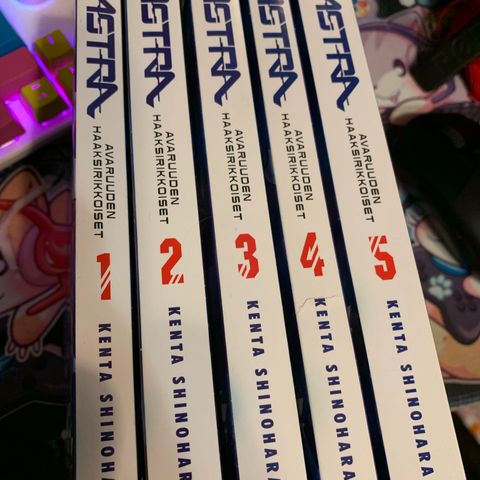 ASTRA
AVARUUDEN
HAAKSIRIKKOISET
1
KENTA SHINOHARA
ASTRA
AVARUUDEN
HAAKSIRIKKOISET
2
KENTA SHINOHARA
ASTRA
AVARUUDEN
HAAKSIRIKKOISET
3
KENTA SHINOHARA
ASTRA
AVARUUDEN
HAAKSIRIKKOISET
4
KENTA SHINOHARA
ASTRA
AVARUUDEN
HAAKSIRIKKOISET
5
KENTA SHINOHARA